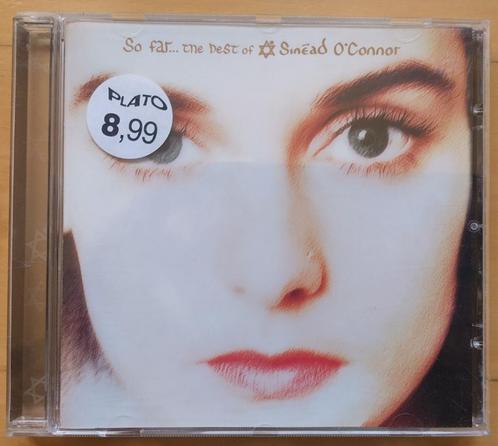 So far... the best of ✡ Sinéad O'Connor
PLATO
8,99